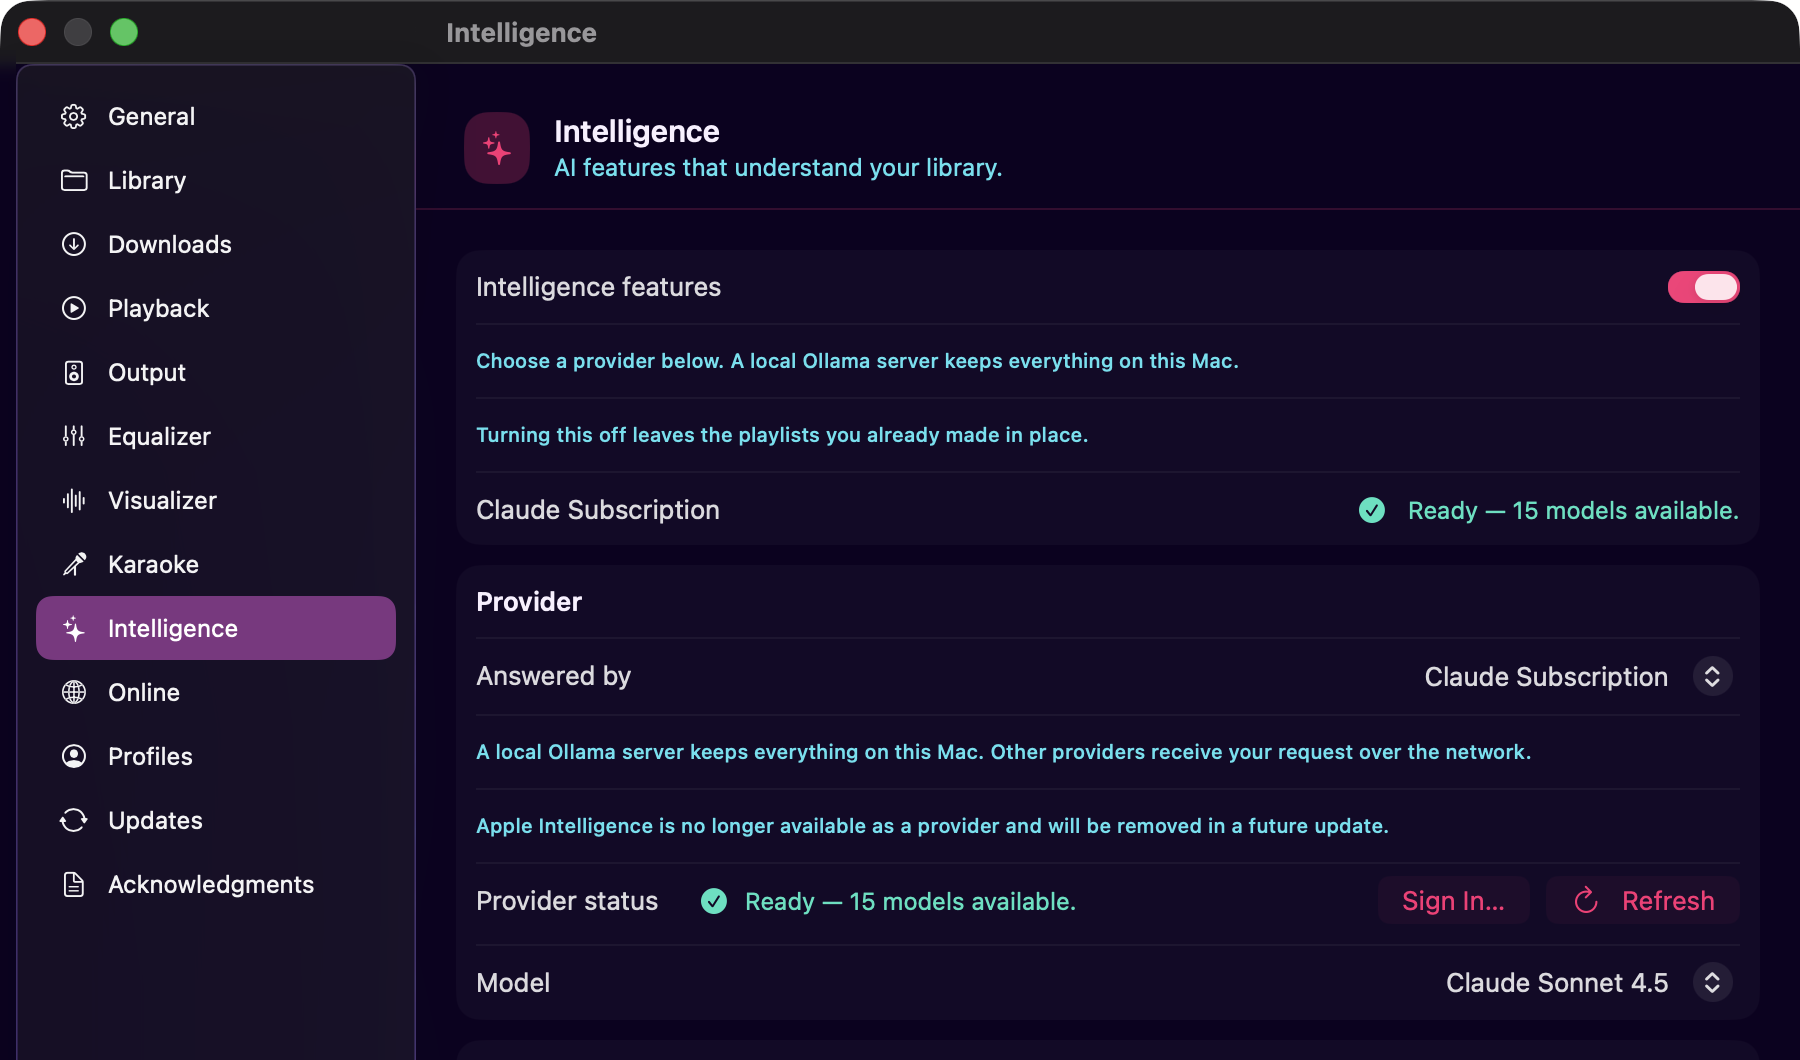 Intelligence
General
Library
Downloads
Playback
Output
Equalizer
Visualizer
Karaoke
Intelligence
Online
Profiles
Updates
Acknowledgments
Intelligence
AI features that understand your library.
Intelligence features
Choose a provider below. A local Ollama server keeps everything on this Mac.
Turning this off leaves the playlists you already made in place.
Claude Subscription Ready — 15 models available.
Provider
Answered by Claude Subscription
A local Ollama server keeps everything on this Mac. Other providers receive your request over the network.
Apple Intelligence is no longer available as a provider and will be removed in a future update.
Provider status Ready — 15 models available. Sign In... Refresh
Model Claude Sonnet 4.5